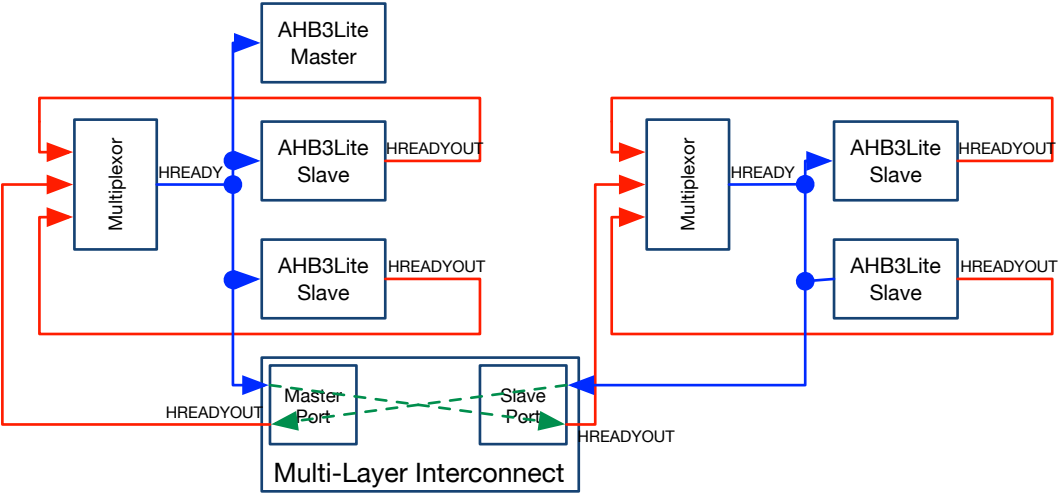 AHB3Lite
Master
Multiplexor
HREADY
AHB3Lite
Slave
HREADYOUT
AHB3Lite
Slave
HREADYOUT
Multiplexor
HREADY
AHB3Lite
Slave
HREADYOUT
AHB3Lite
Slave
HREADYOUT
Master
Port
HREADYOUT
Slave
Port
HREADYOUT
Multi-Layer Interconnect